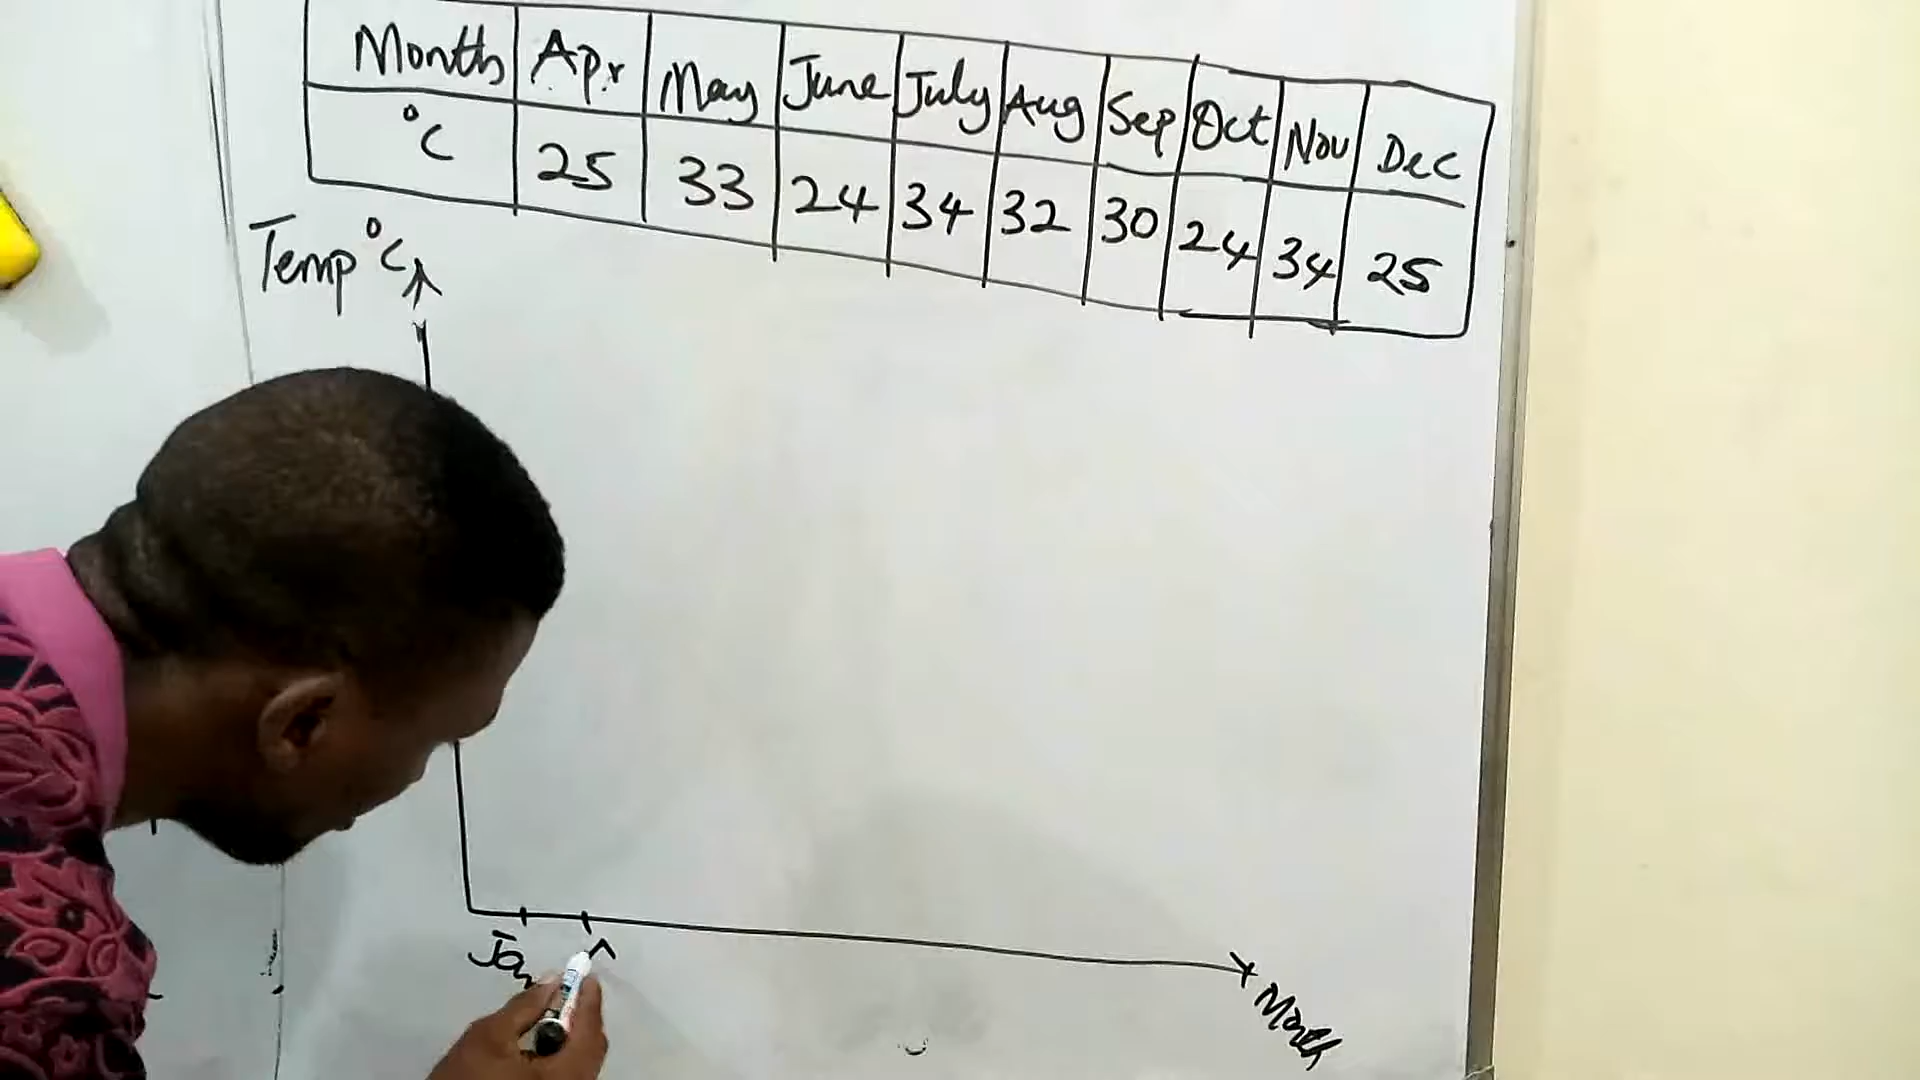 Month Apr May June July Aug Sep Oct Nov Dec
°C 25 33 24 34 32 30 24 34 25
Temp °C
Jan
Month